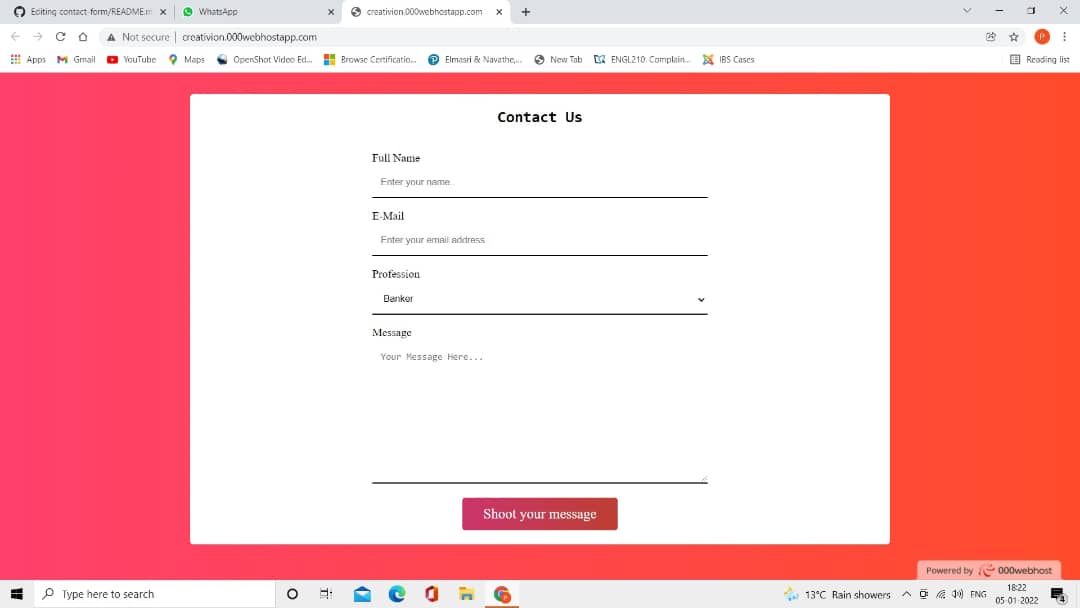 Editing contact-form/README.m
WhatsApp
creativion.000webhostapp.com
Not secure
creativion.000webhostapp.com
P
Apps
Gmail
YouTube
Maps
OpenShot Video Ed...
Browse Certificatio...
Elmasri & Navathe,...
New Tab
ENGL210: Complain...
IBS Cases
Reading list
Contact Us
Full Name
Enter your name..
E-Mail
Enter your email address
Profession
Banker
Message
Your Message Here...
Shoot your message
Powered by 000webhost
Type here to search
13°C Rain showers
ENG
18:22
05-01-2022
4